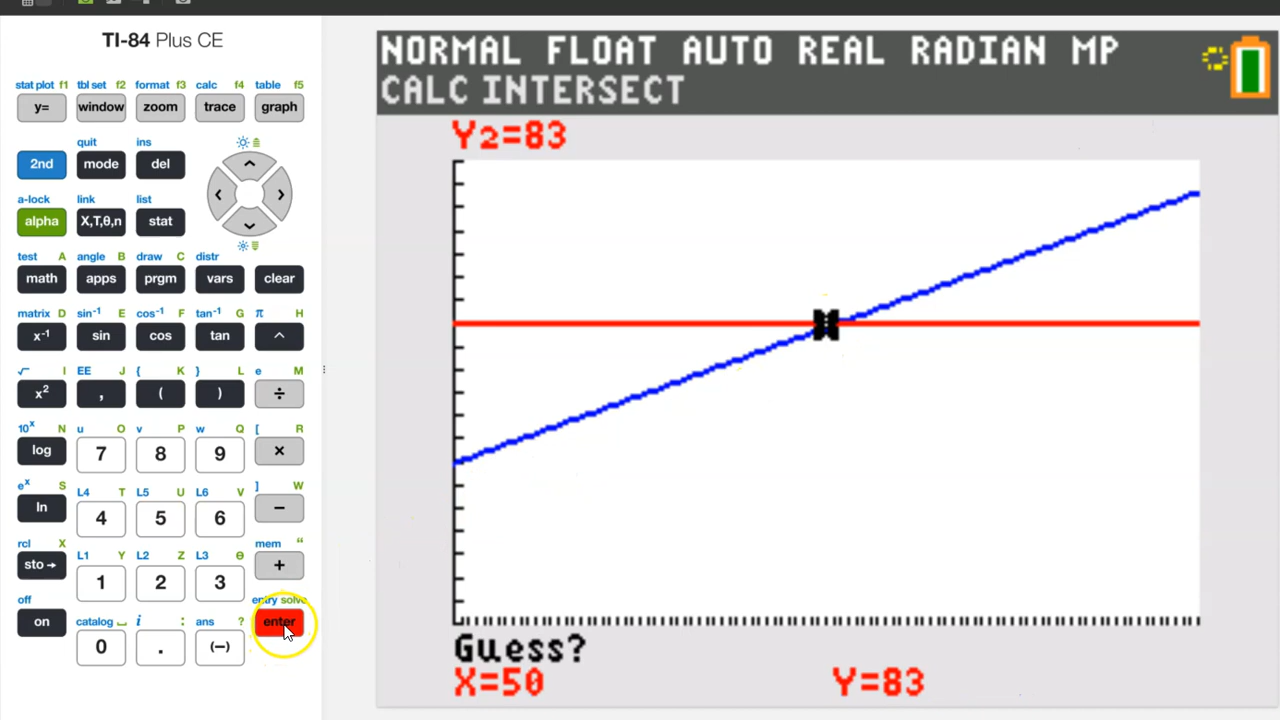 TI-84 Plus CE
stat plot f1 tbl set f2 format f3 calc f4 table f5
y= window zoom trace graph
quit ins
2nd mode del
a-lock link list
alpha X,T,θ,n stat
test A angle B draw C distr
math apps prgm vars clear
matrix D sin⁻¹ E cos⁻¹ F tan⁻¹ G π H
x⁻¹ sin cos tan ^
√ I EE J { K } L e M
x² , ( ) ÷
10ˣ N u O v P w Q [ R
log 7 8 9 ×
eˣ S L4 T L5 U L6 V ] W
ln 4 5 6 −
rcl X L1 Y L2 Z L3 θ mem “
sto→ 1 2 3 +
off catalog ⎵ i : ans ? entry solve
on 0 . (−) enter
NORMAL FLOAT AUTO REAL RADIAN MP
CALC INTERSECT
Y2=83
Guess?
X=50 Y=83